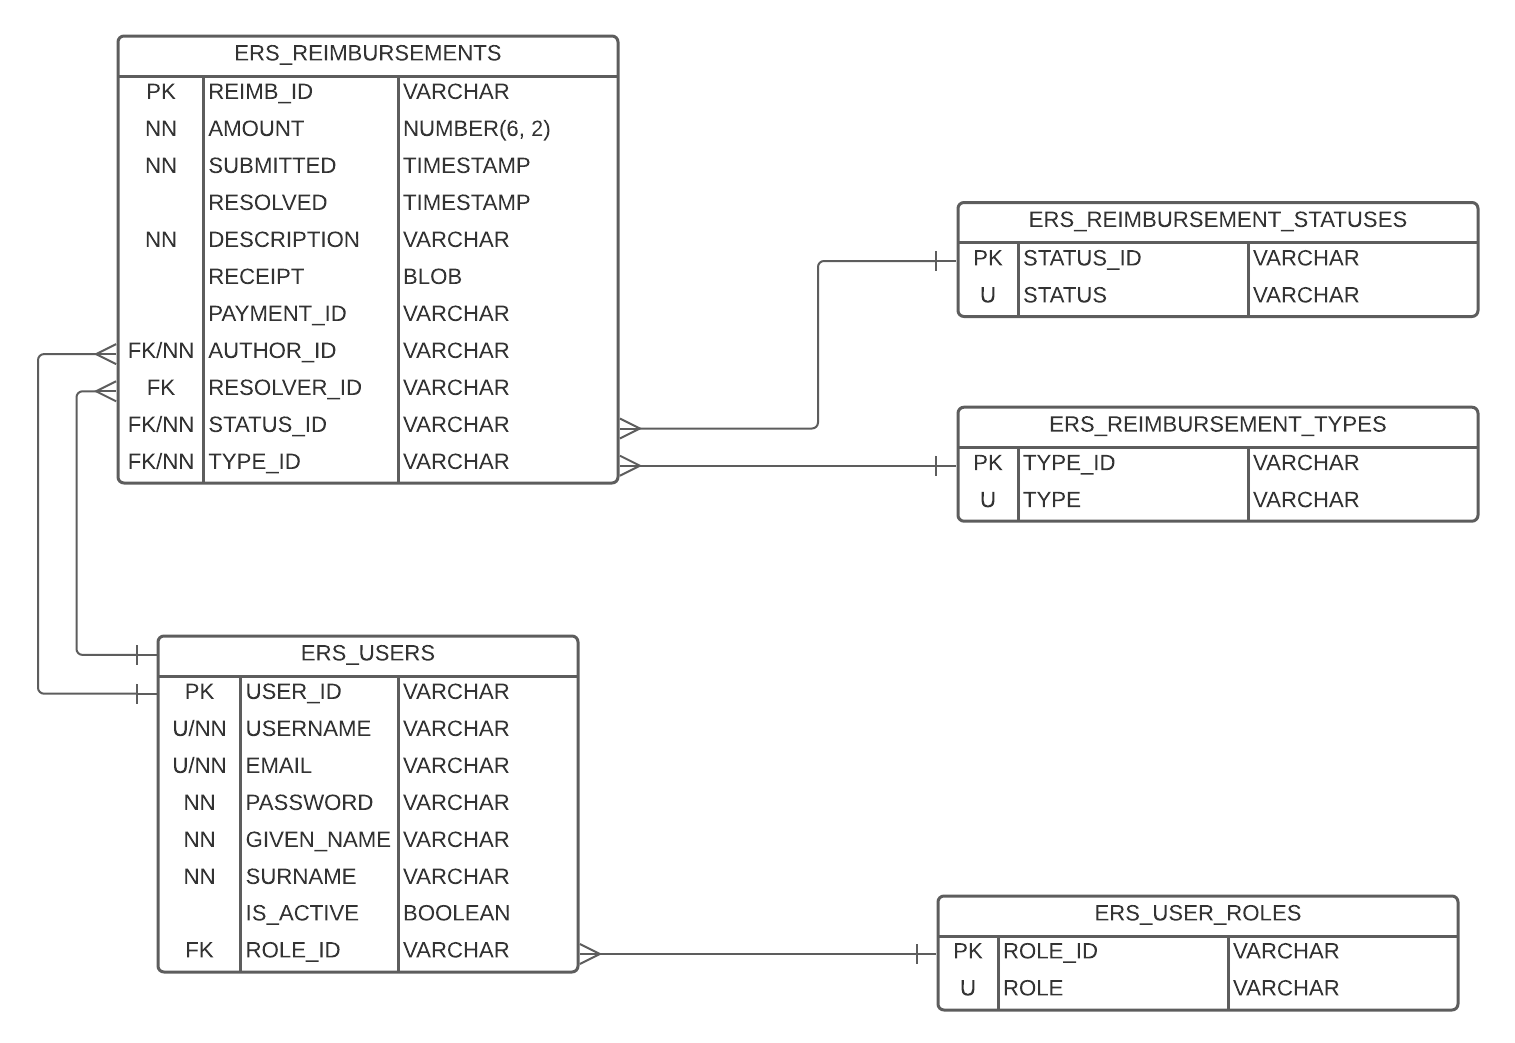 ERS_REIMBURSEMENTS
PK REIMB_ID VARCHAR
NN AMOUNT NUMBER(6, 2)
NN SUBMITTED TIMESTAMP
RESOLVED TIMESTAMP
NN DESCRIPTION VARCHAR
RECEIPT BLOB
PAYMENT_ID VARCHAR
FK/NN AUTHOR_ID VARCHAR
FK RESOLVER_ID VARCHAR
FK/NN STATUS_ID VARCHAR
FK/NN TYPE_ID VARCHAR
ERS_REIMBURSEMENT_STATUSES
PK STATUS_ID VARCHAR
U STATUS VARCHAR
ERS_REIMBURSEMENT_TYPES
PK TYPE_ID VARCHAR
U TYPE VARCHAR
ERS_USERS
PK USER_ID VARCHAR
U/NN USERNAME VARCHAR
U/NN EMAIL VARCHAR
NN PASSWORD VARCHAR
NN GIVEN_NAME VARCHAR
NN SURNAME VARCHAR
IS_ACTIVE BOOLEAN
FK ROLE_ID VARCHAR
ERS_USER_ROLES
PK ROLE_ID VARCHAR
U ROLE VARCHAR